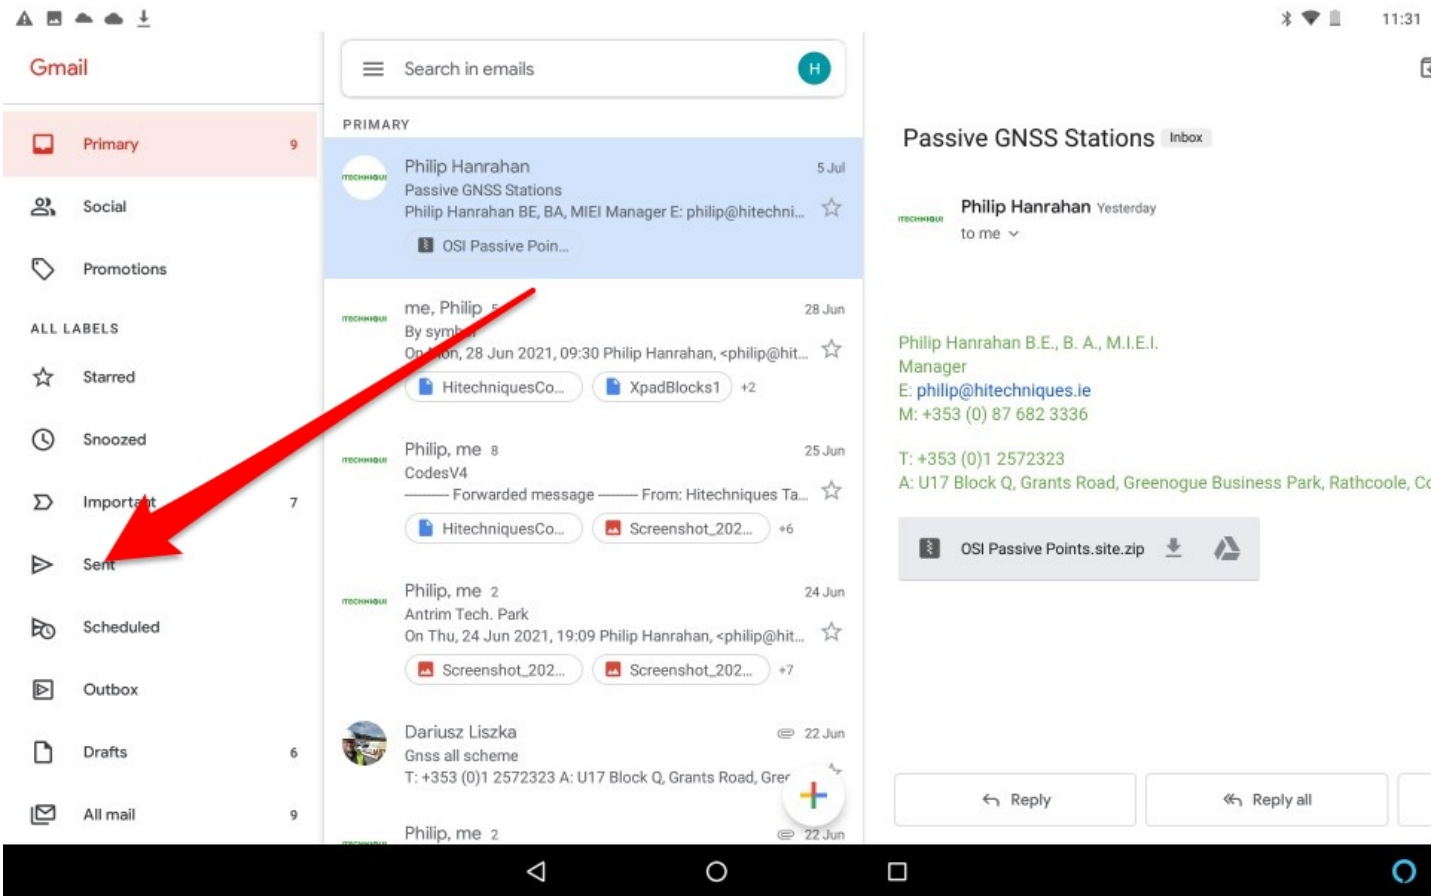 11:31
Gmail
Primary 9
Social
Promotions
ALL LABELS
Starred
Snoozed
Important 7
Sent
Scheduled
Outbox
Drafts 6
All mail 9
Search in emails H
PRIMARY
Philip Hanrahan 5 Jul
Passive GNSS Stations
Philip Hanrahan BE, BA, MIEI Manager E: philip@hitechni...
OSI Passive Poin...
me, Philip 5 28 Jun
By symbol
On Mon, 28 Jun 2021, 09:30 Philip Hanrahan, <philip@hit...
HitechniquesCo... XpadBlocks1 +2
Philip, me 8 25 Jun
CodesV4
---------- Forwarded message --------- From: Hitechniques Ta...
HitechniquesCo... Screenshot_202... +6
Philip, me 2 24 Jun
Antrim Tech. Park
On Thu, 24 Jun 2021, 19:09 Philip Hanrahan, <philip@hit...
Screenshot_202... Screenshot_202... +7
Dariusz Liszka 22 Jun
Gnss all scheme
T: +353 (0)1 2572323 A: U17 Block Q, Grants Road, Gree
Philip, me 2 22 Jun
Passive GNSS Stations Inbox
Philip Hanrahan Yesterday
to me
Philip Hanrahan B.E., B. A., M.I.E.I.
Manager
E: philip@hitechniques.ie
M: +353 (0) 87 682 3336
T: +353 (0)1 2572323
A: U17 Block Q, Grants Road, Greenogue Business Park, Rathcoole, Co
OSI Passive Points.site.zip
Reply Reply all